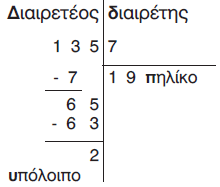 Διαιρετέος διαιρέτης
1 3 5 7
- 7 1 9 πηλίκο
6 5
- 6 3
2
υπόλοιπο